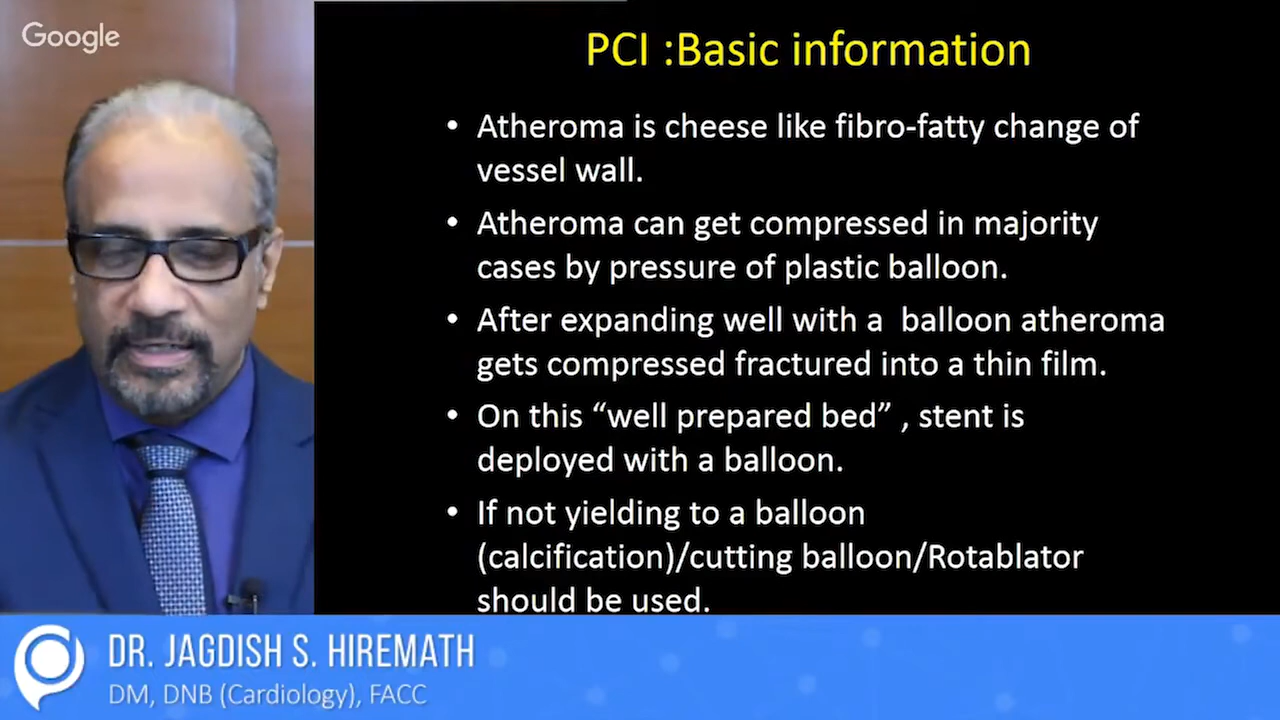 Google
PCI :Basic information
• Atheroma is cheese like fibro-fatty change of
vessel wall.
• Atheroma can get compressed in majority
cases by pressure of plastic balloon.
• After expanding well with a  balloon atheroma
gets compressed fractured into a thin film.
• On this “well prepared bed” , stent is
deployed with a balloon.
• If not yielding to a balloon
(calcification)/cutting balloon/Rotablator
should be used.
DR. JAGDISH S. HIREMATH
DM, DNB (Cardiology), FACC